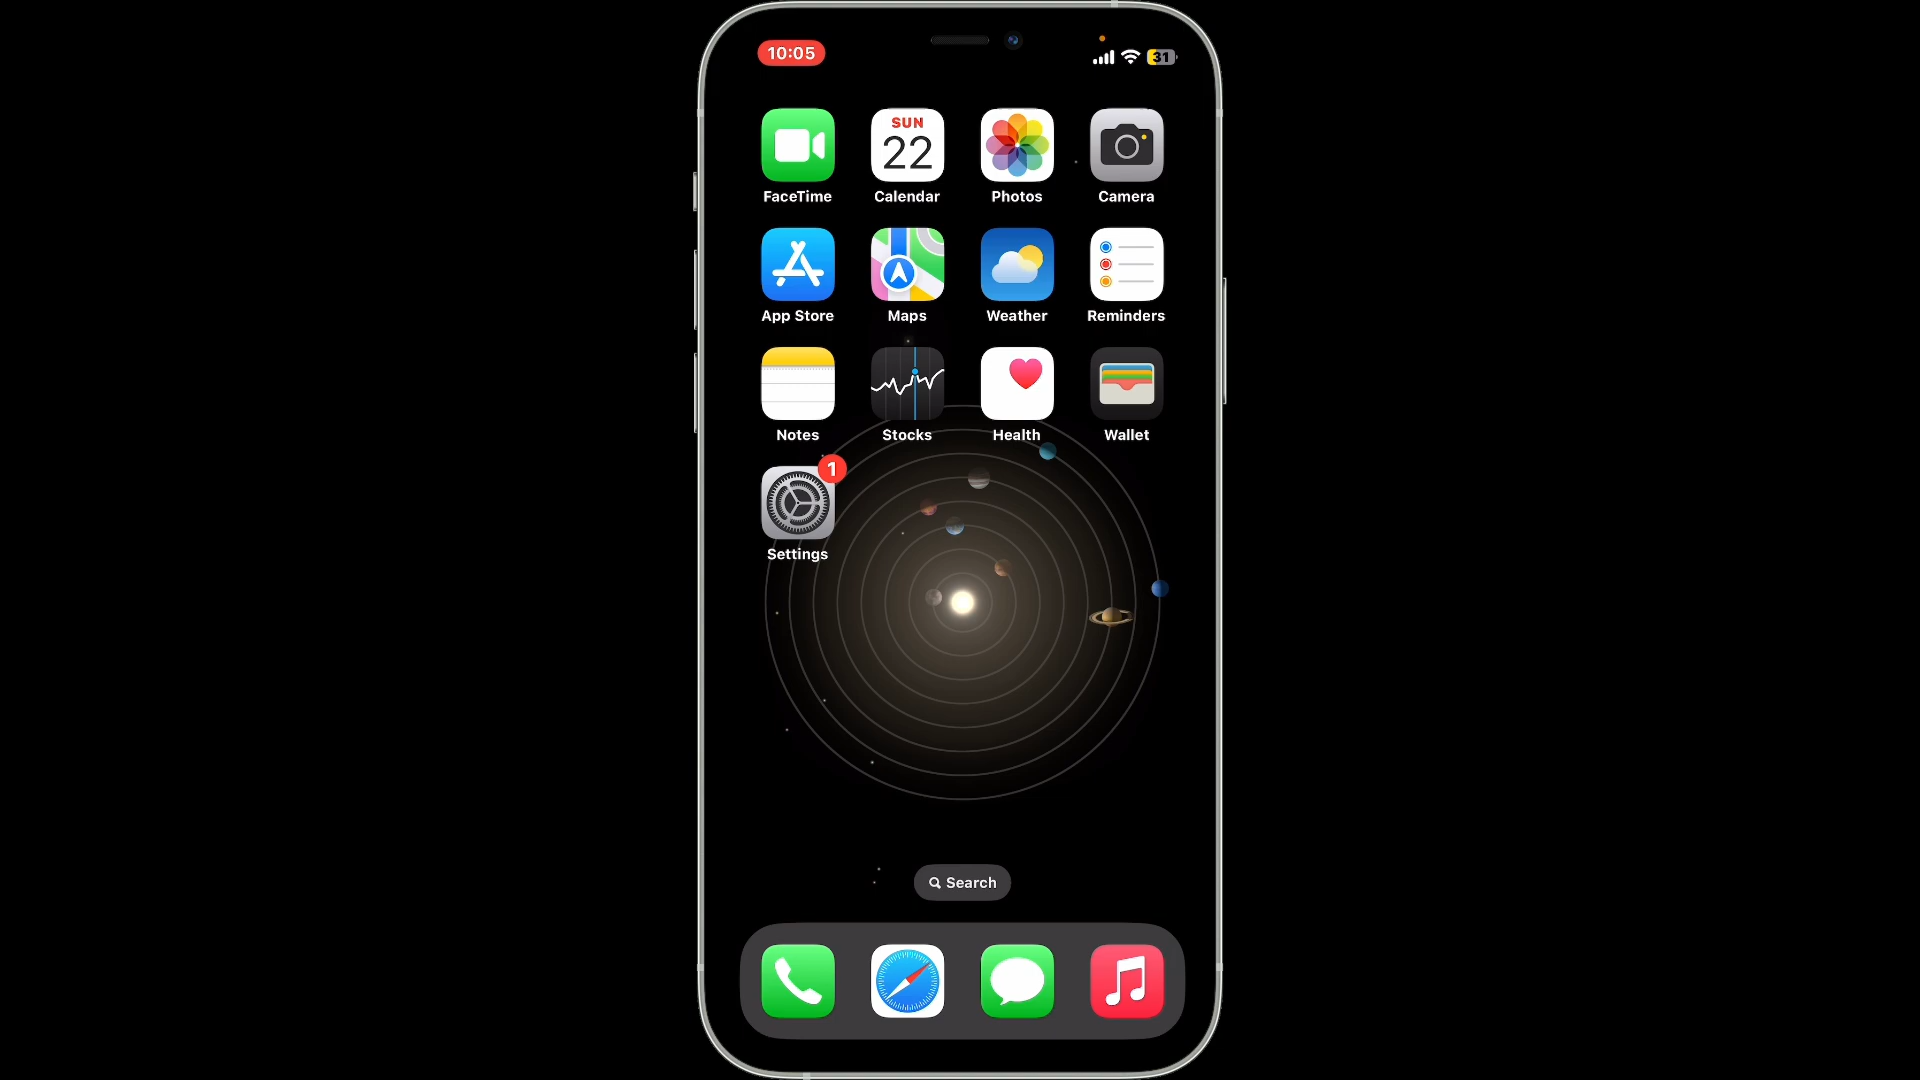 10:05
31
SUN
22
FaceTime
Calendar
Photos
Camera
App Store
Maps
Weather
Reminders
Notes
Stocks
Health
Wallet
1
Settings
Search